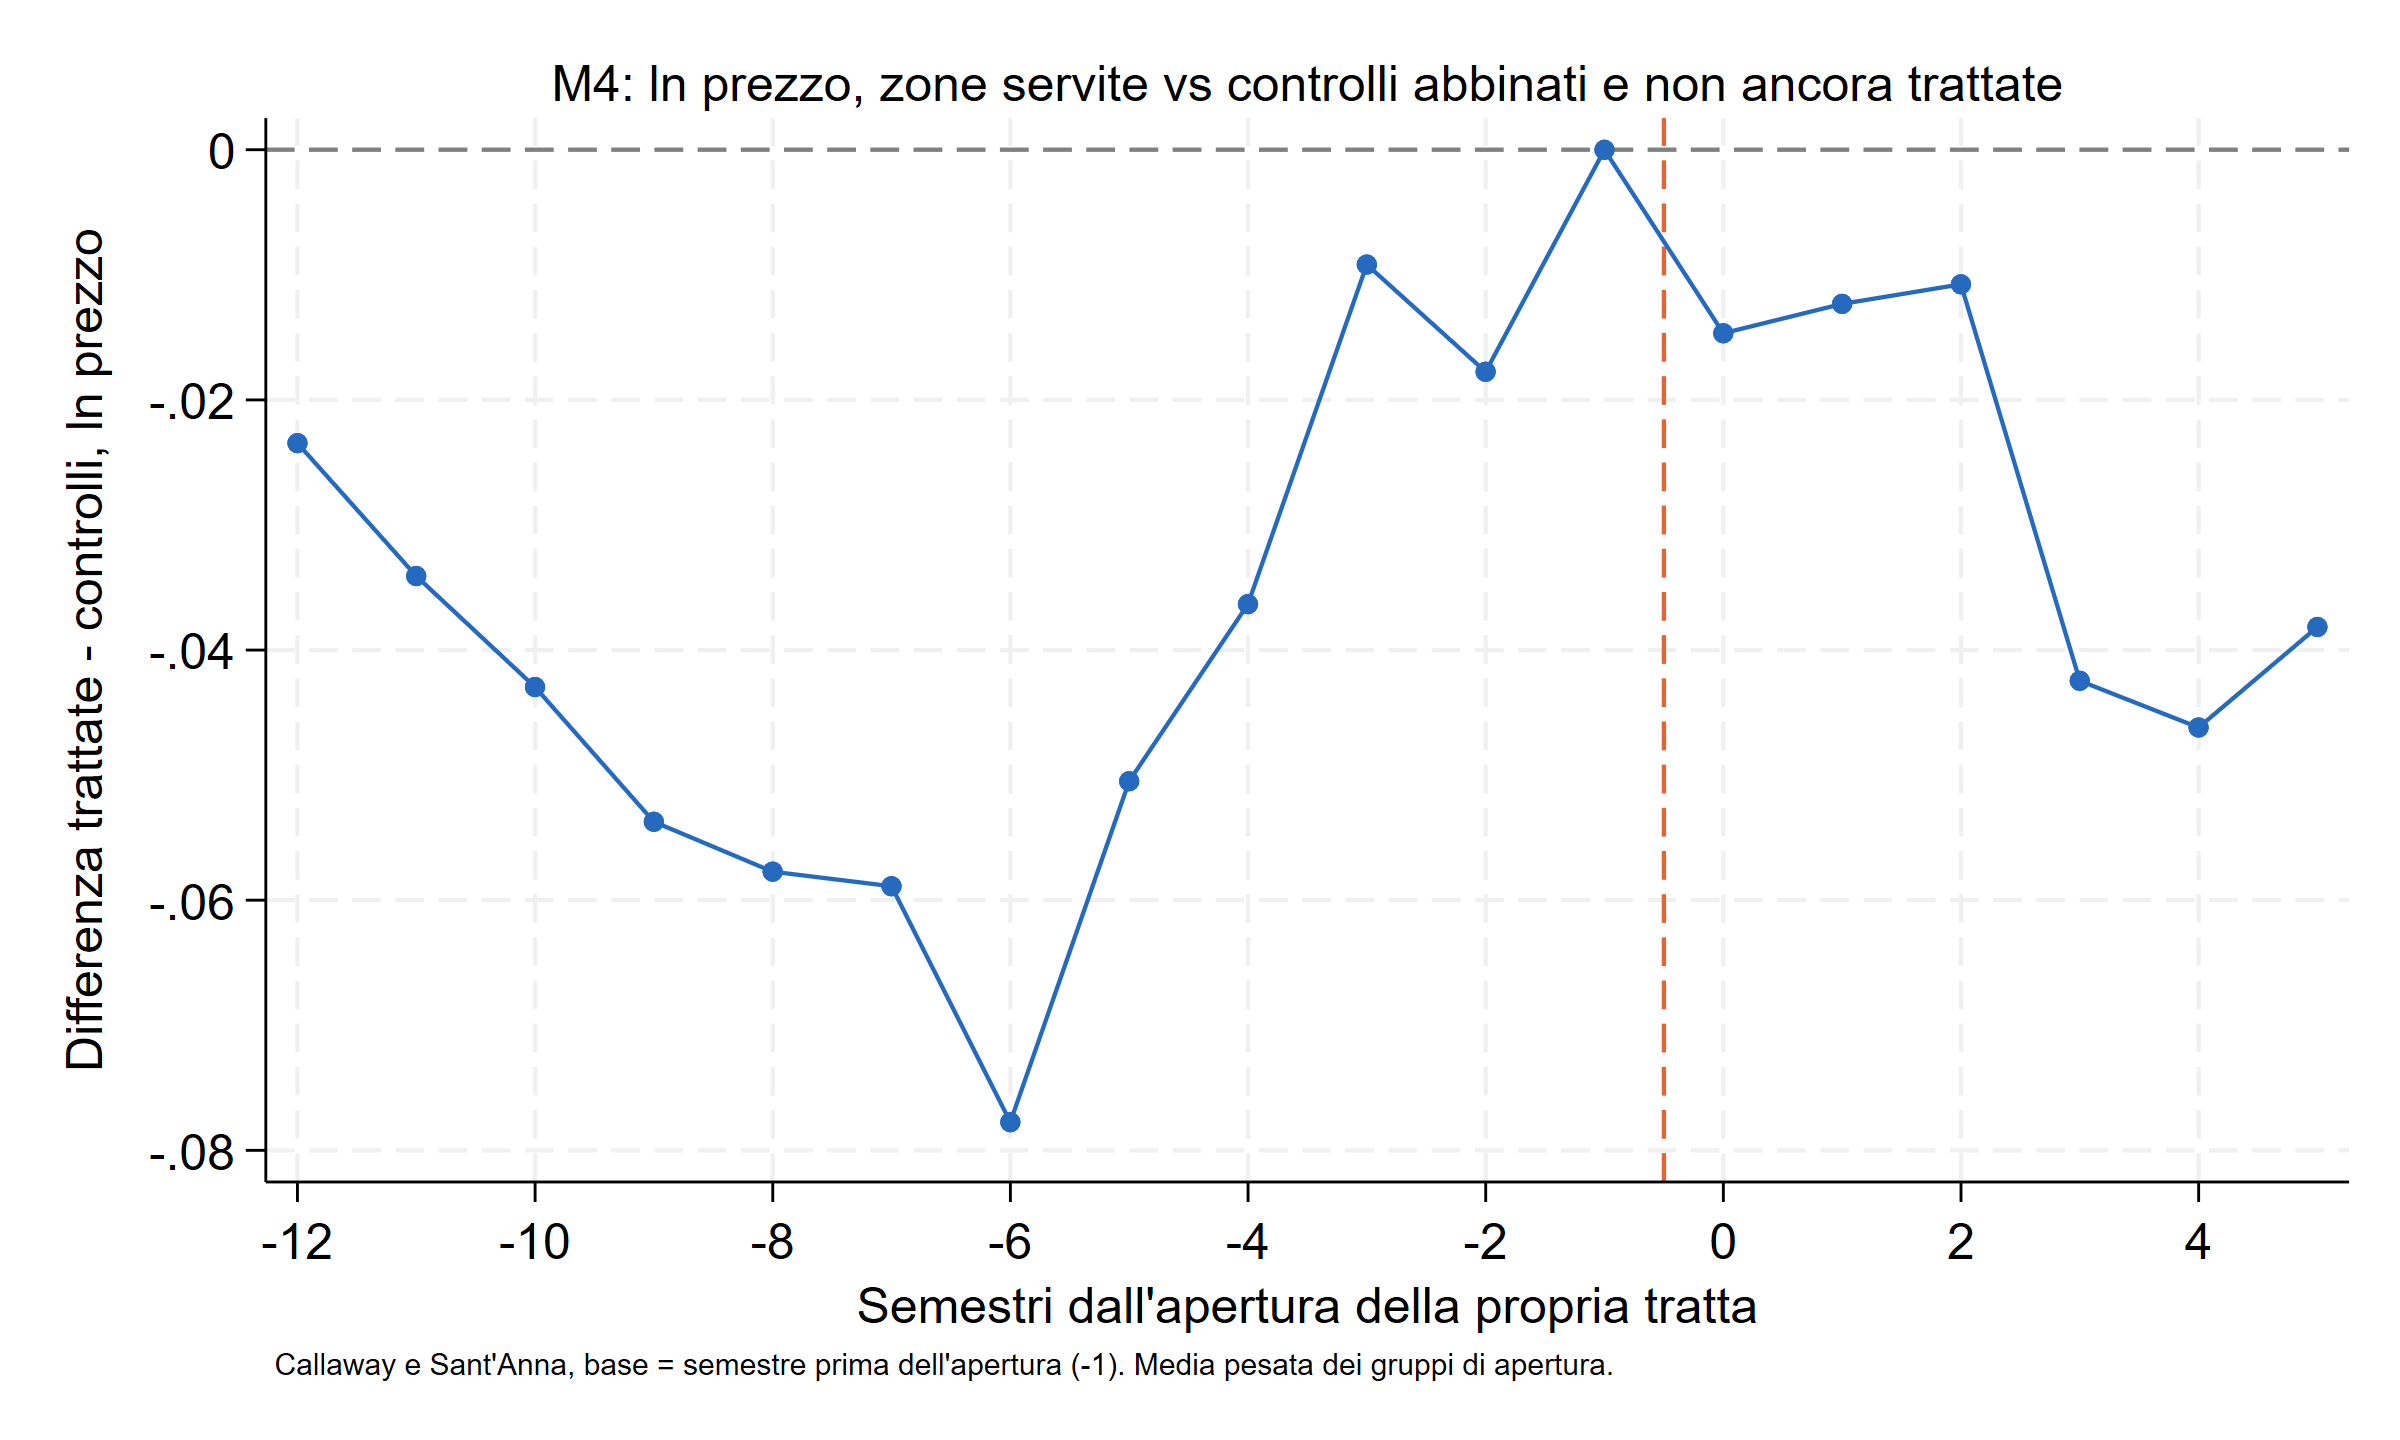 M4: ln prezzo, zone servite vs controlli abbinati e non ancora trattate
Differenza trattate - controlli, ln prezzo
0
-.02
-.04
-.06
-.08
-12 -10 -8 -6 -4 -2 0 2 4
Semestri dall'apertura della propria tratta
Callaway e Sant'Anna, base = semestre prima dell'apertura (-1). Media pesata dei gruppi di apertura.